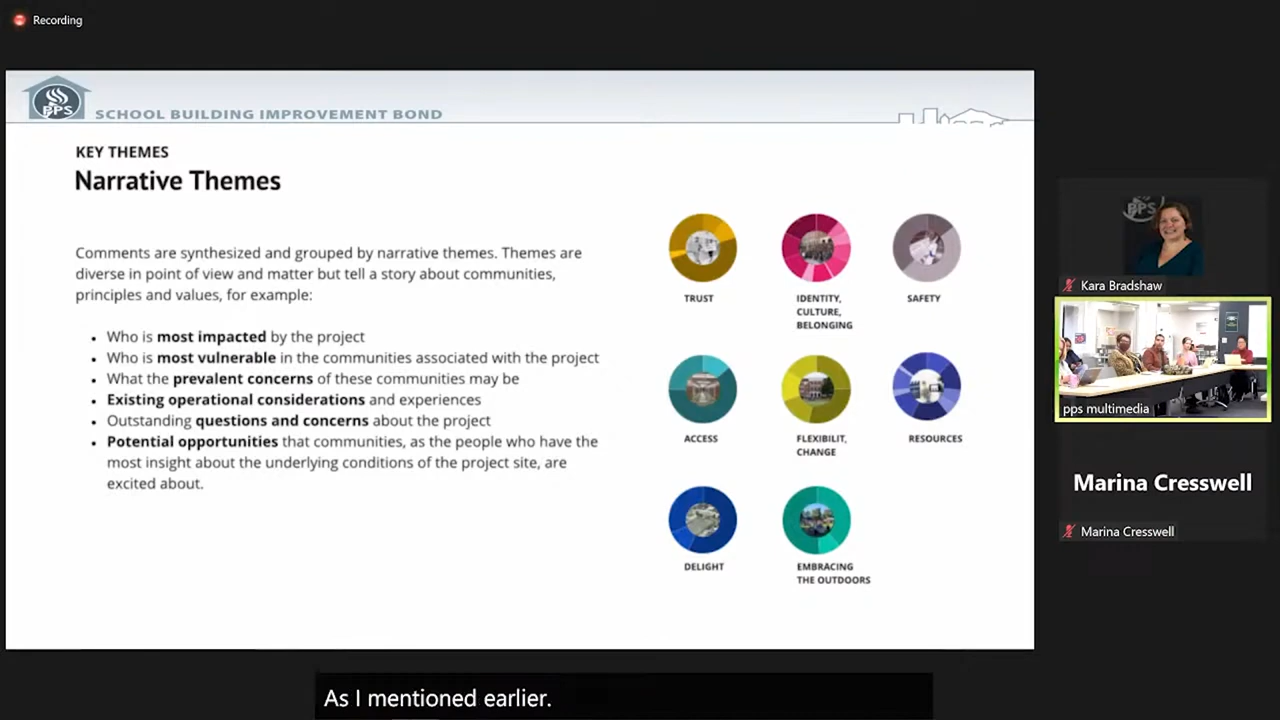 Recording
PPS
SCHOOL BUILDING IMPROVEMENT BOND
KEY THEMES
Narrative Themes
Comments are synthesized and grouped by narrative themes. Themes are
diverse in point of view and matter but tell a story about communities,
principles and values, for example:
• Who is most impacted by the project
• Who is most vulnerable in the communities associated with the project
• What the prevalent concerns of these communities may be
• Existing operational considerations and experiences
• Outstanding questions and concerns about the project
• Potential opportunities that communities, as the people who have the
most insight about the underlying conditions of the project site, are
excited about.
TRUST
IDENTITY,
CULTURE,
BELONGING
SAFETY
ACCESS
FLEXIBILIT,
CHANGE
RESOURCES
DELIGHT
EMBRACING
THE OUTDOORS
PPS
Kara Bradshaw
pps multimedia
Marina Cresswell
Marina Cresswell
As I mentioned earlier.